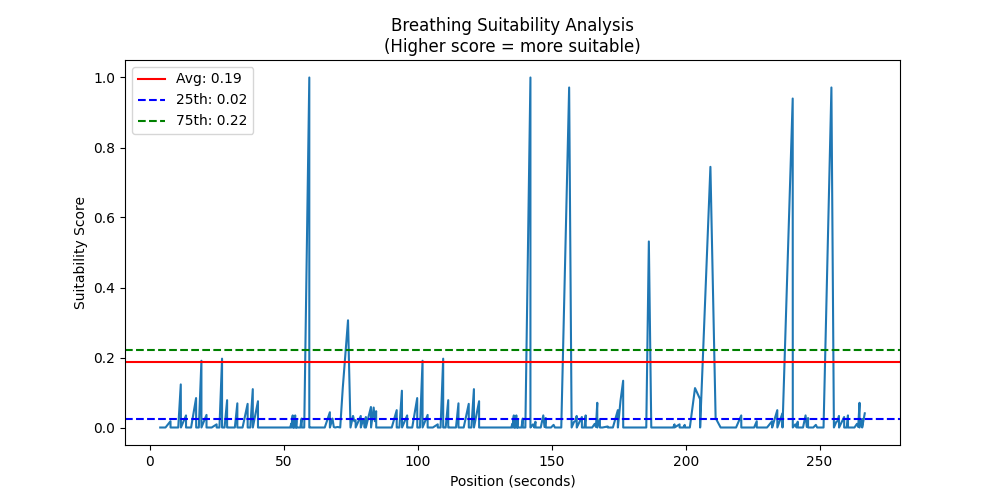 Breathing Suitability Analysis
(Higher score = more suitable)
Avg: 0.19
25th: 0.02
75th: 0.22
Suitability Score
1.0
0.8
0.6
0.4
0.2
0.0
0
50
100
150
200
250
Position (seconds)